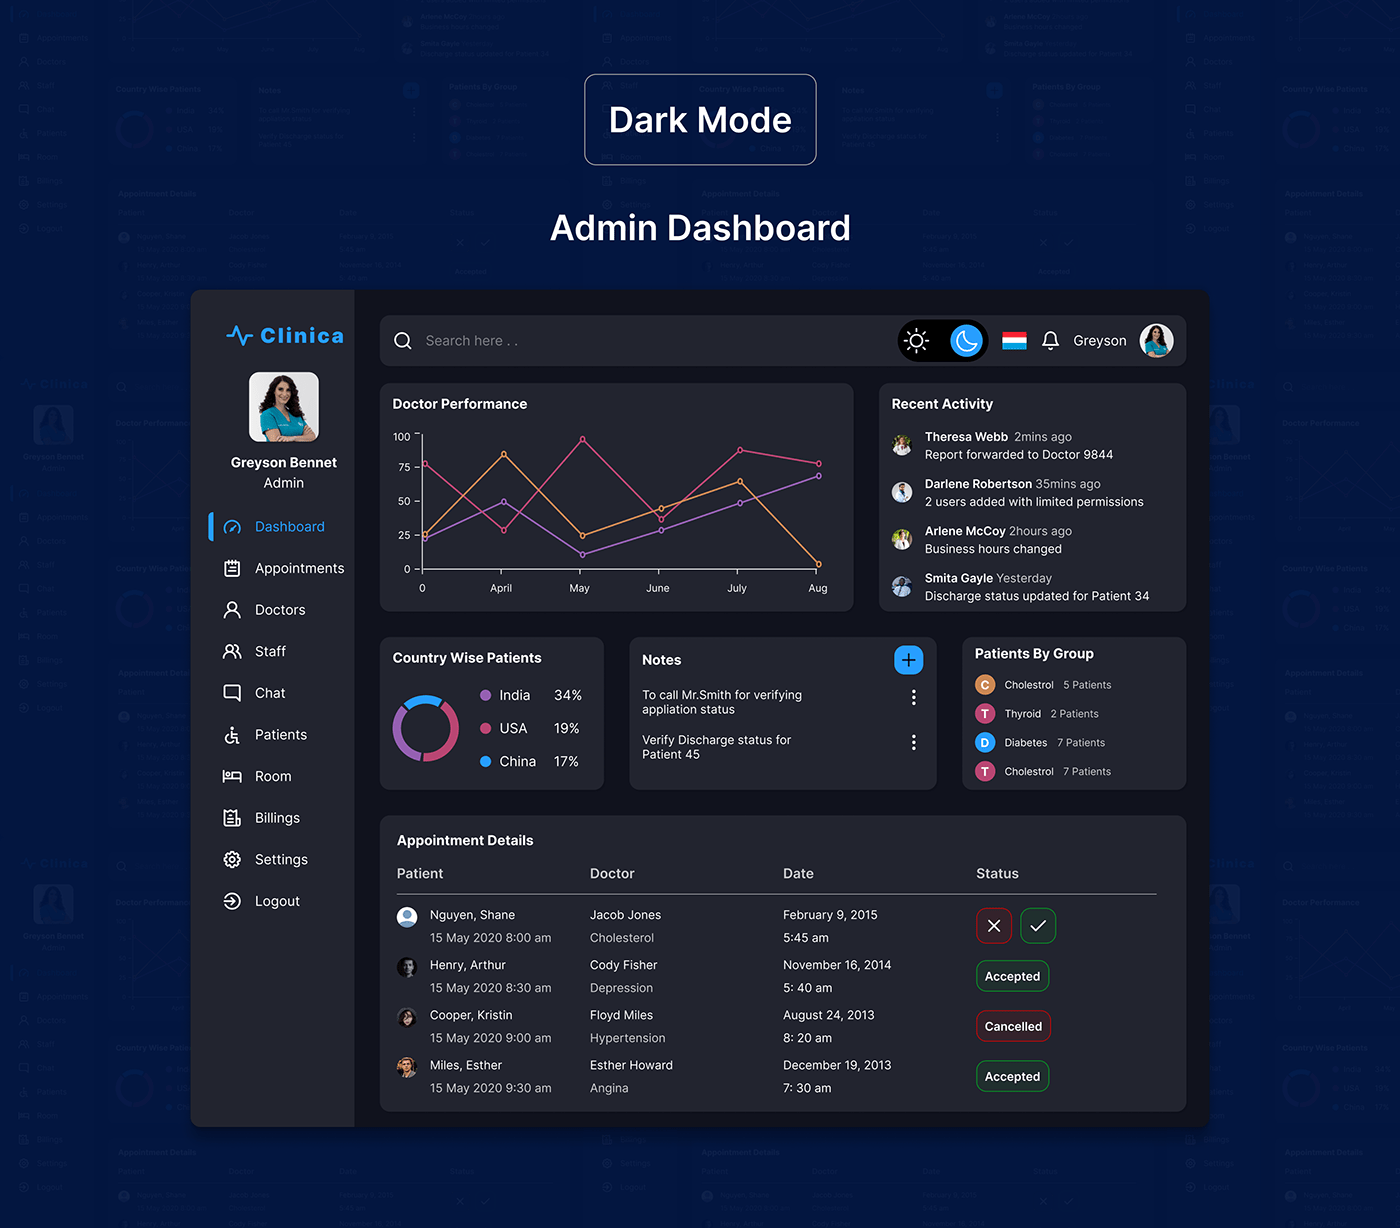 Dark Mode
Admin Dashboard
Clinica
Greyson Bennet
Admin
Dashboard
Appointments
Doctors
Staff
Chat
Patients
Room
Billings
Settings
Logout
Search here . .
Greyson
Doctor Performance
100
75
50
25
0
0 April May June July Aug
Recent Activity
Theresa Webb 2mins ago
Report forwarded to Doctor 9844
Darlene Robertson 35mins ago
2 users added with limited permissions
Arlene McCoy 2hours ago
Business hours changed
Smita Gayle Yesterday
Discharge status updated for Patient 34
Country Wise Patients
India 34%
USA 19%
China 17%
Notes
To call Mr.Smith for verifying
appliation status
Verify Discharge status for
Patient 45
Patients By Group
C Cholestrol 5 Patients
T Thyroid 2 Patients
D Diabetes 7 Patients
T Cholestrol 7 Patients
Appointment Details
Patient Doctor Date Status
Nguyen, Shane Jacob Jones February 9, 2015
15 May 2020 8:00 am Cholesterol 5:45 am
Henry, Arthur Cody Fisher November 16, 2014
Accepted
15 May 2020 8:30 am Depression 5: 40 am
Cooper, Kristin Floyd Miles August 24, 2013
Cancelled
15 May 2020 9:00 am Hypertension 8: 20 am
Miles, Esther Esther Howard December 19, 2013
Accepted
15 May 2020 9:30 am Angina 7: 30 am